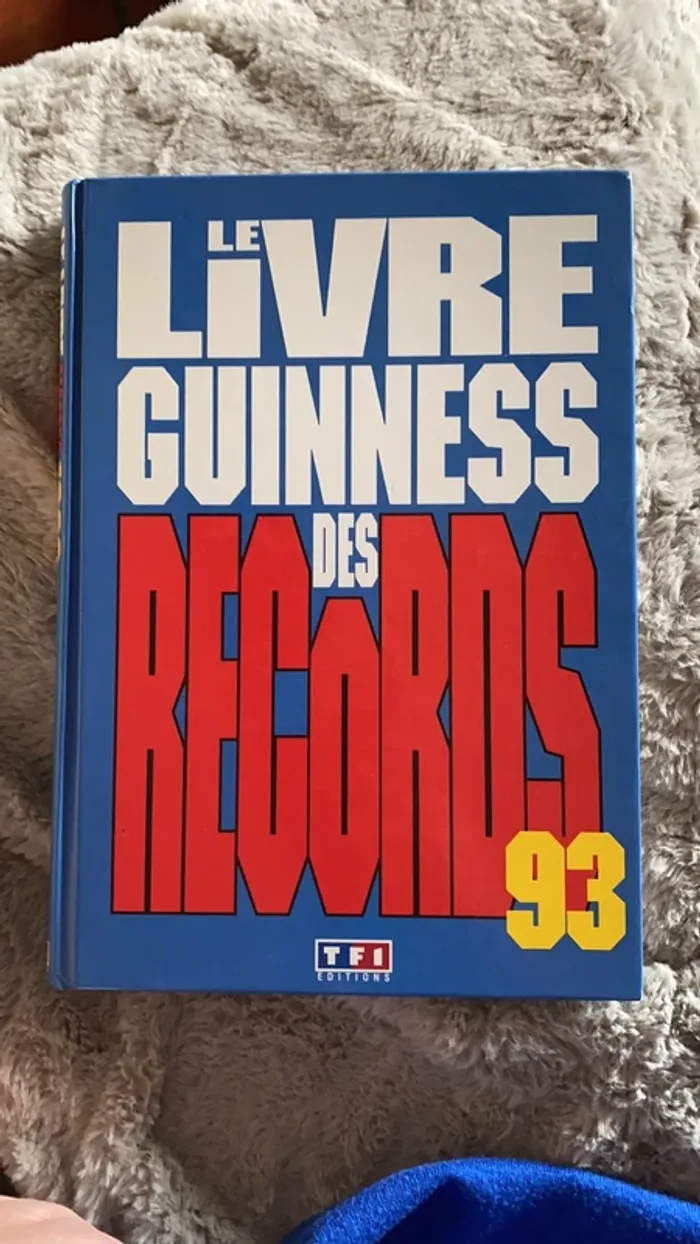 LE
LiVRE
GUINNESS
DES
RECORDS
93
TF1
EDITIONS